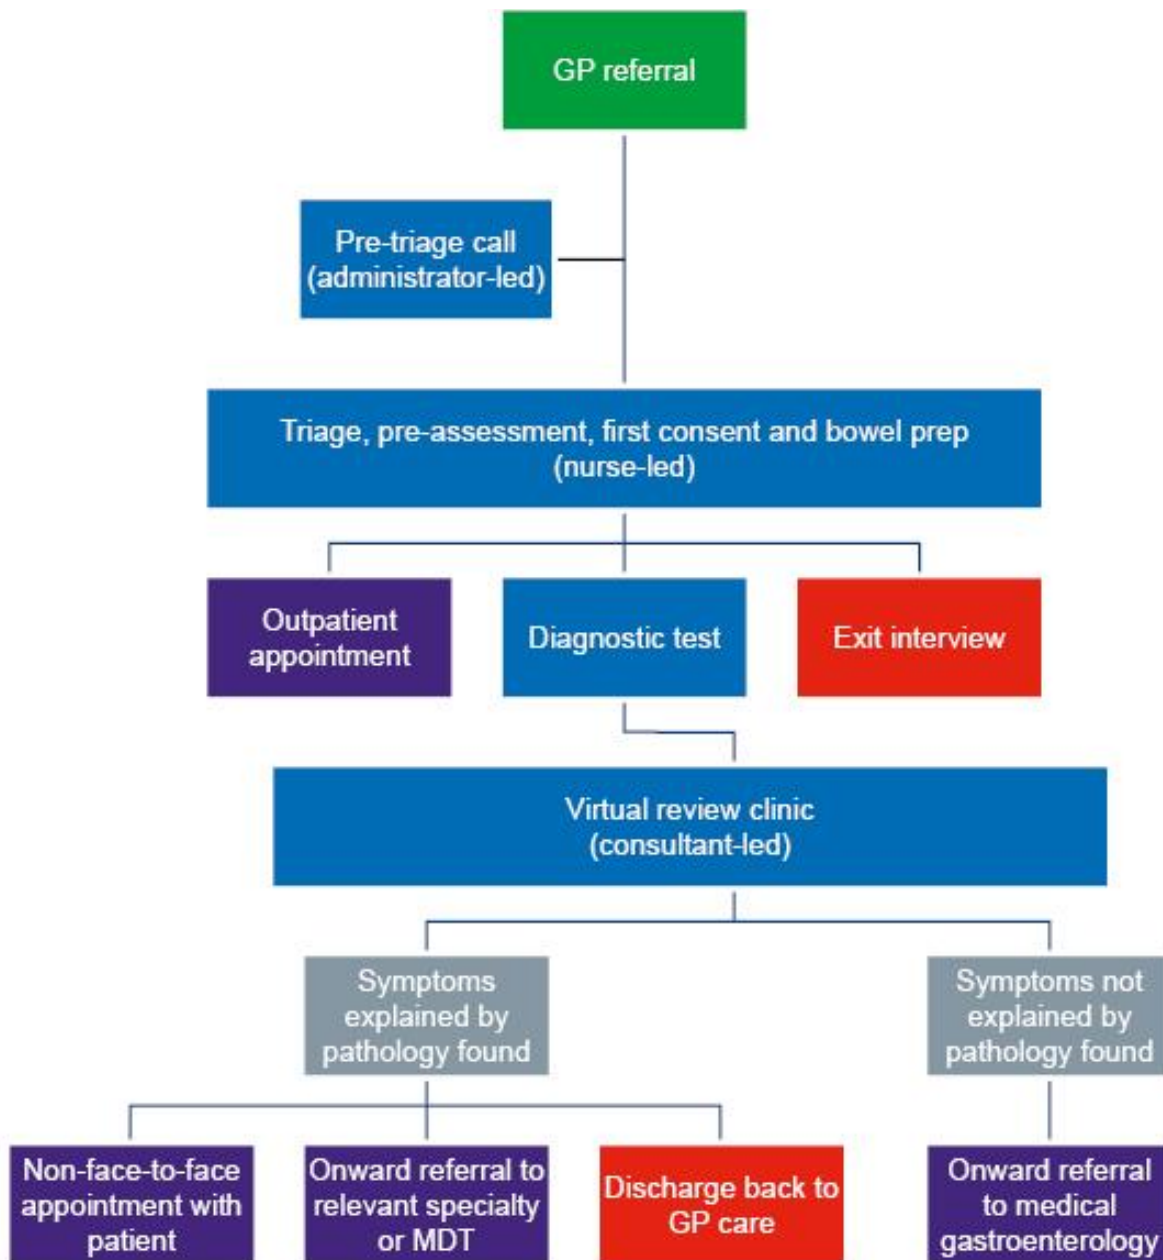 GP referral
Pre-triage call
(administrator-led)
Triage, pre-assessment, first consent and bowel prep
(nurse-led)
Outpatient
appointment
Diagnostic test
Exit interview
Virtual review clinic
(consultant-led)
Symptoms
explained by
pathology found
Symptoms not
explained by
pathology found
Non-face-to-face
appointment with
patient
Onward referral to
relevant specialty
or MDT
Discharge back to
GP care
Onward referral
to medical
gastroenterology